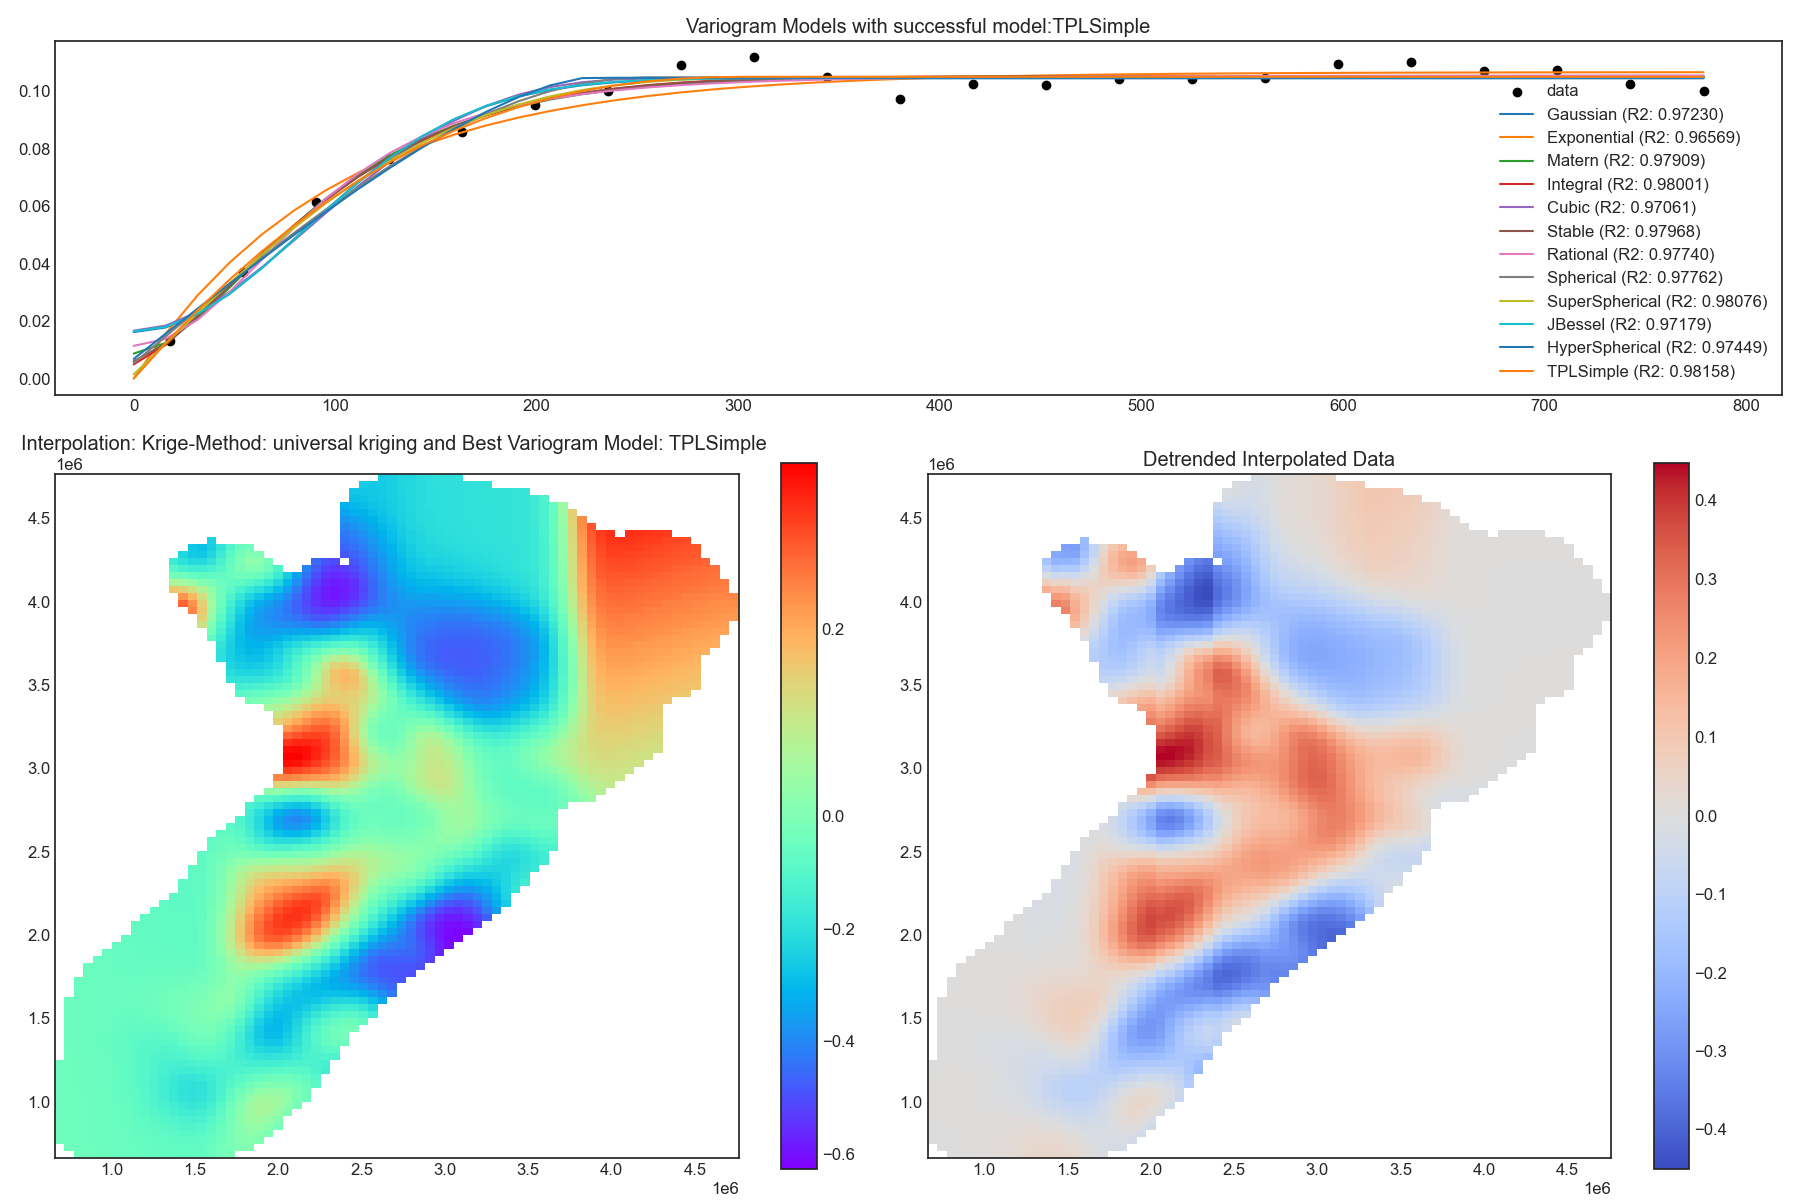 Variogram Models with successful model:TPLSimple
0.10
0.08
0.06
0.04
0.02
0.00
data
Gaussian (R2: 0.97230)
Exponential (R2: 0.96569)
Matern (R2: 0.97909)
Integral (R2: 0.98001)
Cubic (R2: 0.97061)
Stable (R2: 0.97968)
Rational (R2: 0.97740)
Spherical (R2: 0.97762)
SuperSpherical (R2: 0.98076)
JBessel (R2: 0.97179)
HyperSpherical (R2: 0.97449)
TPLSimple (R2: 0.98158)
0 100 200 300 400 500 600 700 800
Interpolation: Krige-Method: universal kriging and Best Variogram Model: TPLSimple
1e6
4.5
4.0
3.5
3.0
2.5
2.0
1.5
1.0
1.0 1.5 2.0 2.5 3.0 3.5 4.0 4.5
1e6
0.2
0.0
−0.2
−0.4
−0.6
Detrended Interpolated Data
1e6
4.5
4.0
3.5
3.0
2.5
2.0
1.5
1.0
1.0 1.5 2.0 2.5 3.0 3.5 4.0 4.5
1e6
0.4
0.3
0.2
0.1
0.0
−0.1
−0.2
−0.3
−0.4